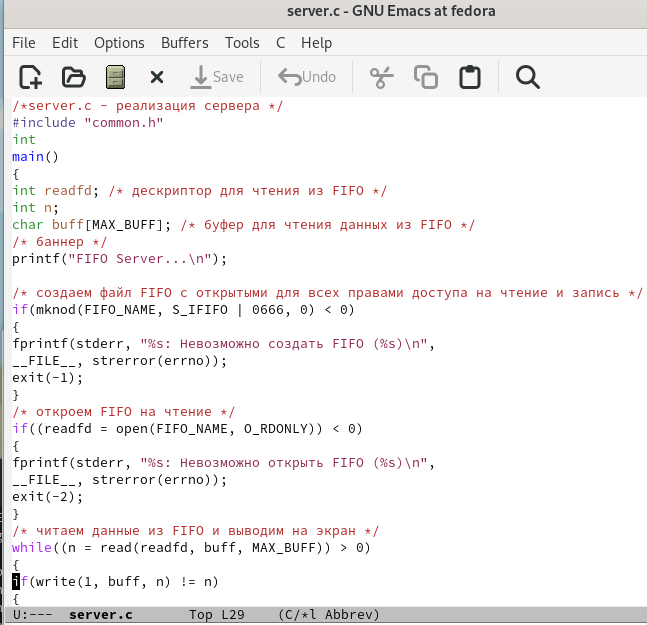 server.c - GNU Emacs at fedora
File Edit Options Buffers Tools C Help
Save Undo
/*server.c - реализация сервера */
#include "common.h"
int
main()
{
int readfd; /* дескриптор для чтения из FIFO */
int n;
char buff[MAX_BUFF]; /* буфер для чтения данных из FIFO */
/* баннер */
printf("FIFO Server...\n");
/* создаем файл FIFO с открытыми для всех правами доступа на чтение и запись */
if(mknod(FIFO_NAME, S_IFIFO | 0666, 0) < 0)
{
fprintf(stderr, "%s: Невозможно создать FIFO (%s)\n",
__FILE__, strerror(errno));
exit(-1);
}
/* откроем FIFO на чтение */
if((readfd = open(FIFO_NAME, O_RDONLY)) < 0)
{
fprintf(stderr, "%s: Невозможно открыть FIFO (%s)\n",
__FILE__, strerror(errno));
exit(-2);
}
/* читаем данные из FIFO и выводим на экран */
while((n = read(readfd, buff, MAX_BUFF)) > 0)
{
if(write(1, buff, n) != n)
{
U:--- server.c Top L29 (C/*l Abbrev)